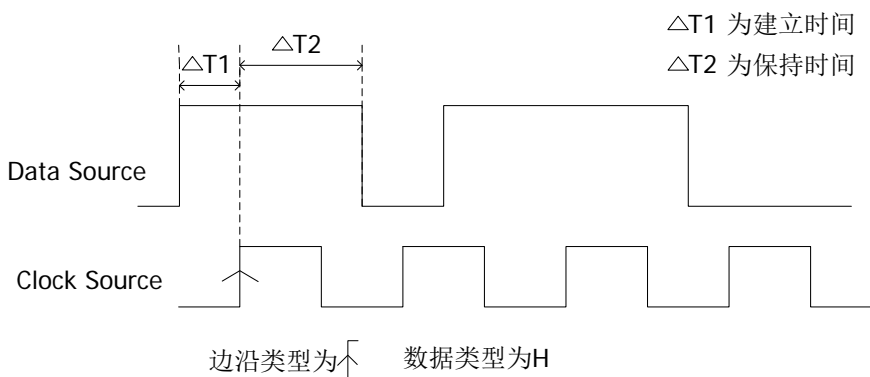 △T1 为建立时间
△T2 为保持时间
△T2
△T1
Data Source
Clock Source
边沿类型为 数据类型为H